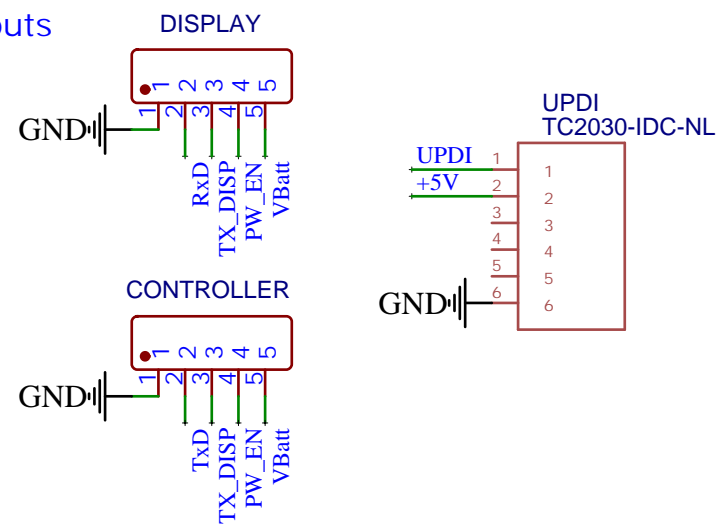 outs
DISPLAY
1 2 3 4 5
1 2 3 4 5
GND
RxD
TX_DISP
PW_EN
VBatt
CONTROLLER
1 2 3 4 5
1 2 3 4 5
GND
TxD
TX_DISP
PW_EN
VBatt
UPDI
TC2030-IDC-NL
UPDI 1 1
+5V 2 2
3 3
4 4
5 5
GND 6 6